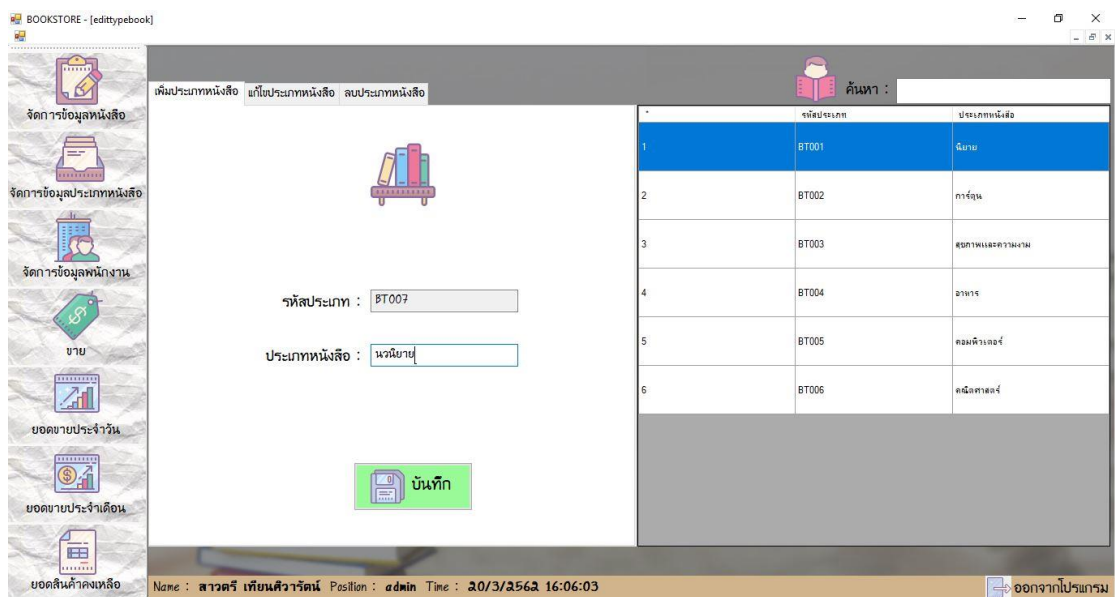 BOOKSTORE - [edittypebook]
จัดการข้อมูลหนังสือ
จัดการข้อมูลประเภทหนังสือ
จัดการข้อมูลพนักงาน
ขาย
ยอดขายประจำวัน
ยอดขายประจำเดือน
ยอดสินค้าคงเหลือ
เพิ่มประเภทหนังสือ แก้ไขประเภทหนังสือ ลบประเภทหนังสือ
รหัสประเภท : BT007
ประเภทหนังสือ : นวนิยาย
บันทึก
ค้นหา :
รหัสประเภท ประเภทหนังสือ
1 BT001 นิยาย
2 BT002 การ์ตูน
3 BT003 สุขภาพและความงาม
4 BT004 อาหาร
5 BT005 คอมพิวเตอร์
6 BT006 คณิตศาสตร์
Name : สาวตรี เทียนศิวารัตน์ Position : admin Time : 20/3/2562 16:06:03
ออกจากโปรแกรม